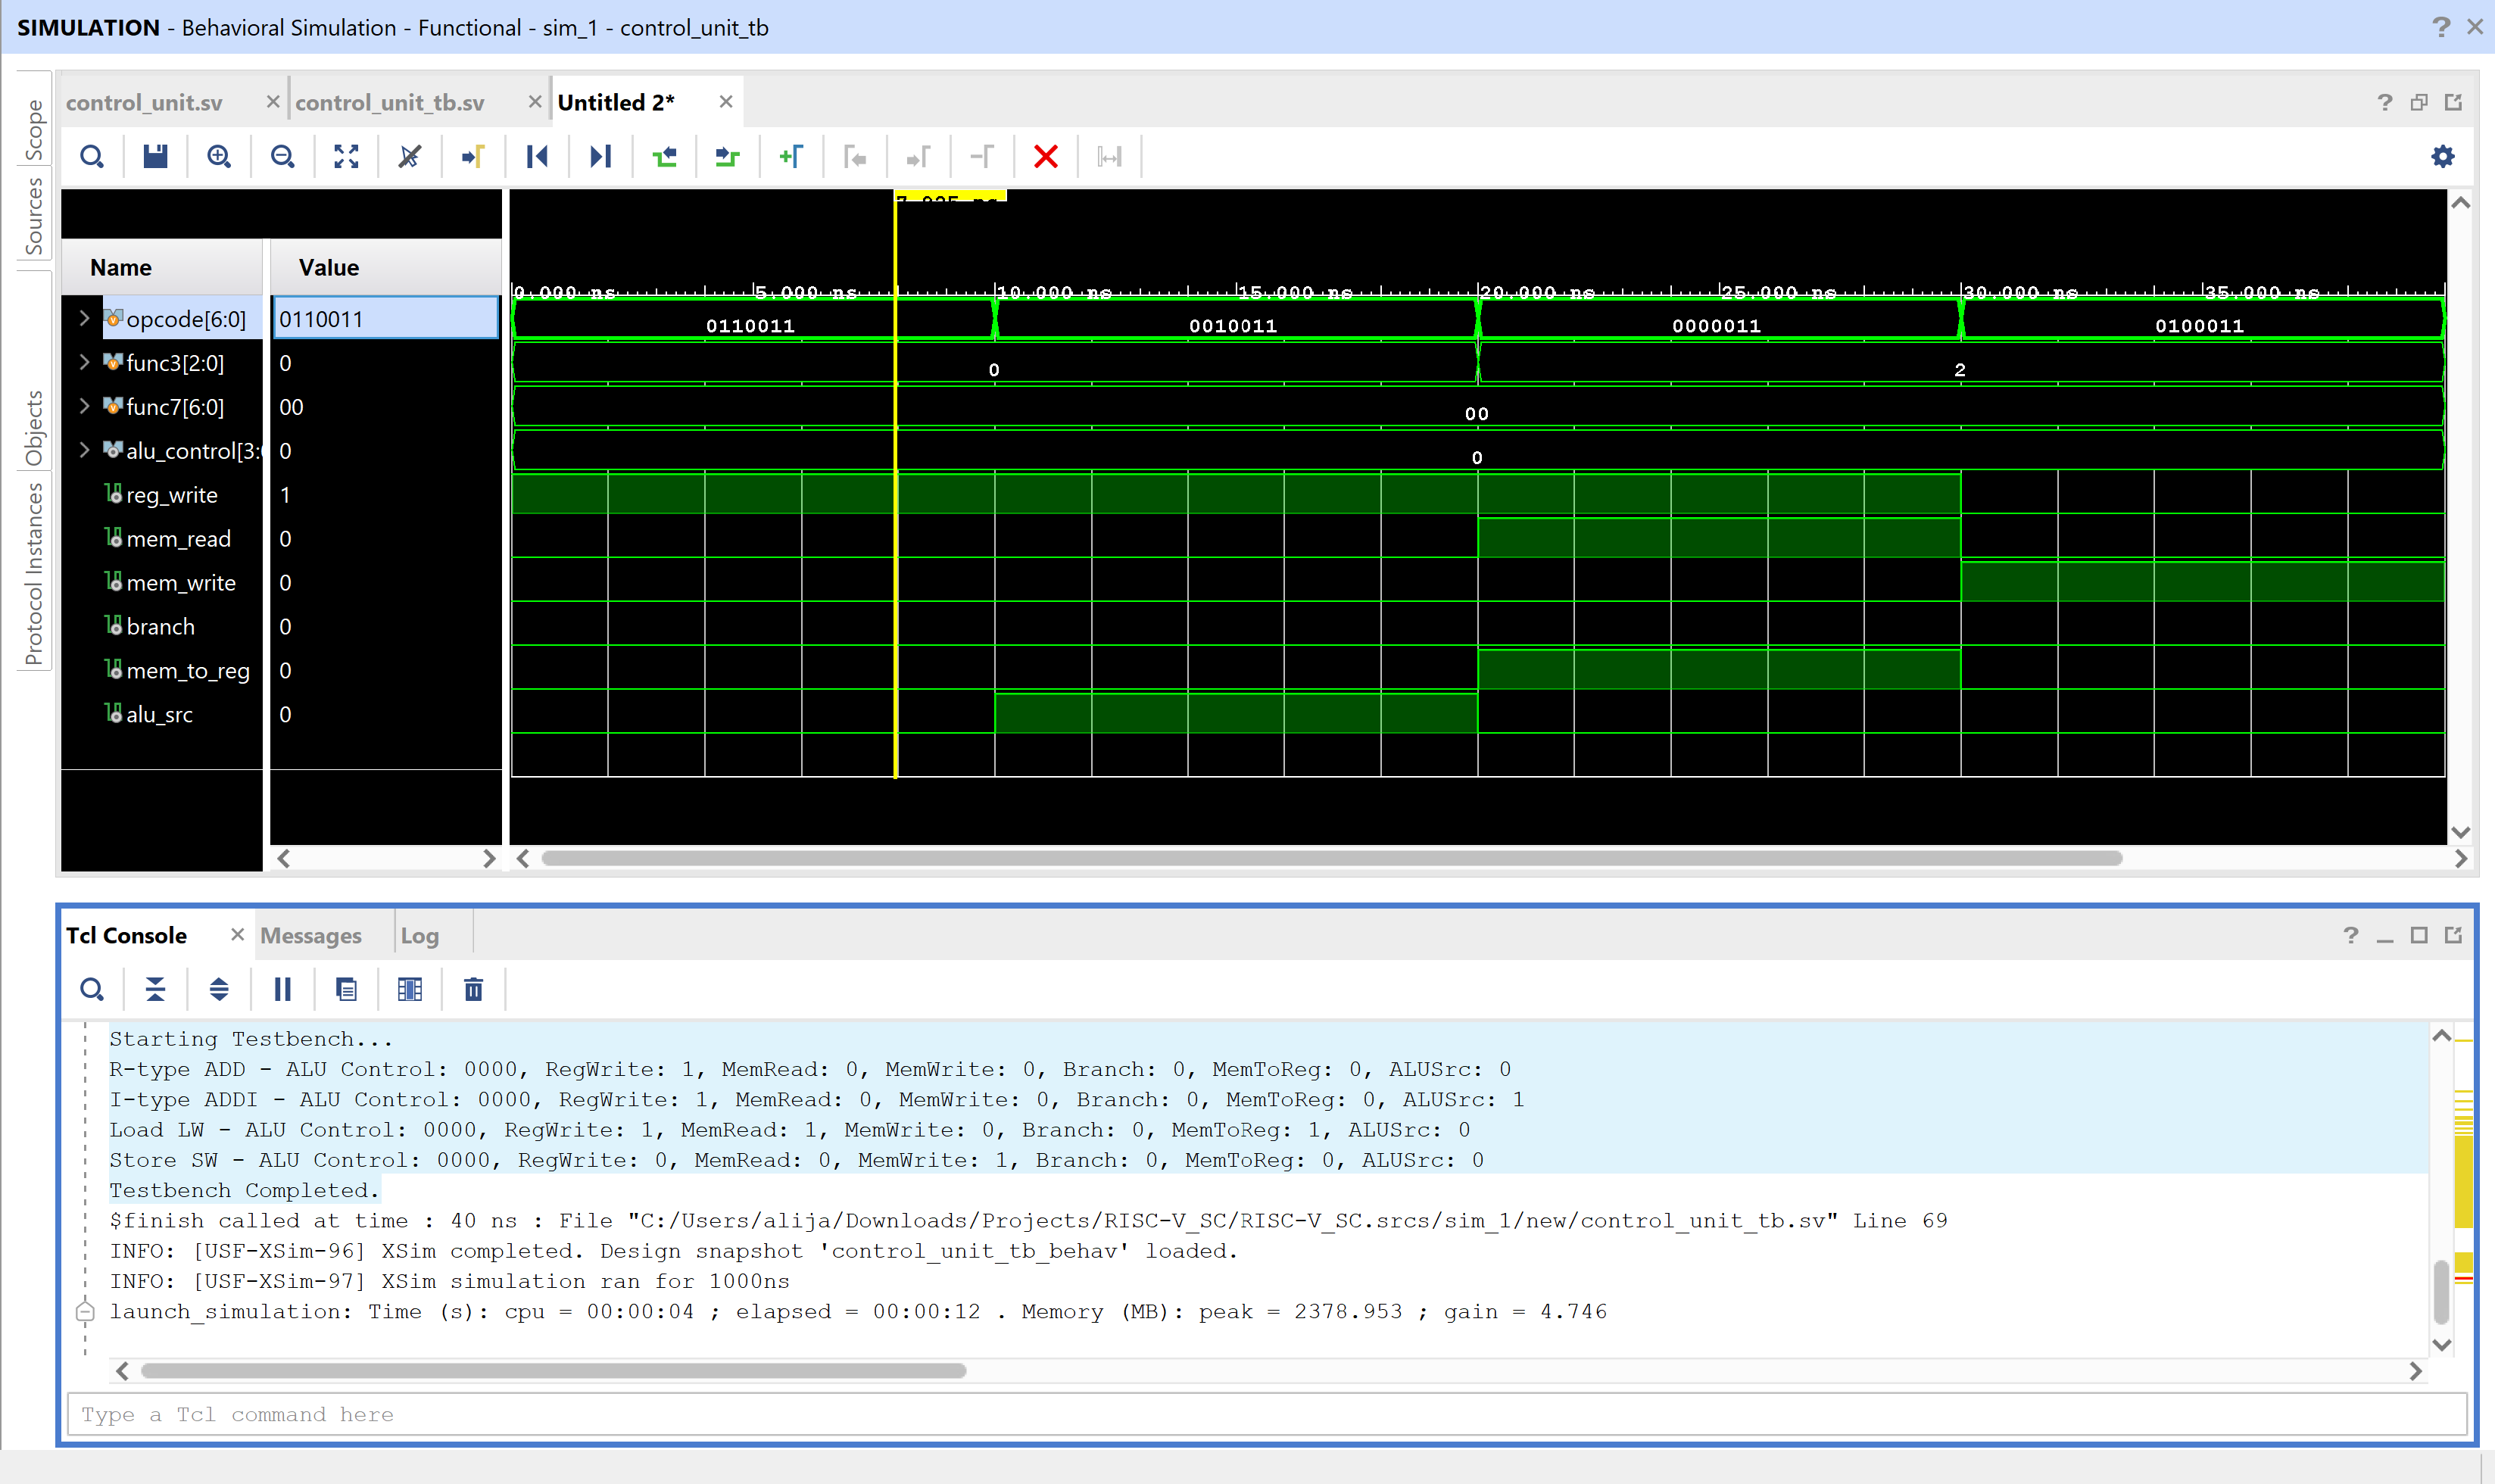 SIMULATION - Behavioral Simulation - Functional - sim_1 - control_unit_tb
Scope
Sources
Objects
Protocol Instances
control_unit.sv
control_unit_tb.sv
Untitled 2*
Name Value
0.000 ns 5.000 ns 10.000 ns 15.000 ns 20.000 ns 25.000 ns 30.000 ns 35.000 ns
opcode[6:0] 0110011 0110011 0010011 0000011 0100011
func3[2:0] 0 0 2
func7[6:0] 00 00
alu_control[3: 0 0
reg_write 1
mem_read 0
mem_write 0
branch 0
mem_to_reg 0
alu_src 0
Tcl Console Messages Log
Starting Testbench...
R-type ADD - ALU Control: 0000, RegWrite: 1, MemRead: 0, MemWrite: 0, Branch: 0, MemToReg: 0, ALUSrc: 0
I-type ADDI - ALU Control: 0000, RegWrite: 1, MemRead: 0, MemWrite: 0, Branch: 0, MemToReg: 0, ALUSrc: 1
Load LW - ALU Control: 0000, RegWrite: 1, MemRead: 1, MemWrite: 0, Branch: 0, MemToReg: 1, ALUSrc: 0
Store SW - ALU Control: 0000, RegWrite: 0, MemRead: 0, MemWrite: 1, Branch: 0, MemToReg: 0, ALUSrc: 0
Testbench Completed.
$finish called at time : 40 ns : File "C:/Users/alija/Downloads/Projects/RISC-V_SC/RISC-V_SC.srcs/sim_1/new/control_unit_tb.sv" Line 69
INFO: [USF-XSim-96] XSim completed. Design snapshot 'control_unit_tb_behav' loaded.
INFO: [USF-XSim-97] XSim simulation ran for 1000ns
launch_simulation: Time (s): cpu = 00:00:04 ; elapsed = 00:00:12 . Memory (MB): peak = 2378.953 ; gain = 4.746
Type a Tcl command here